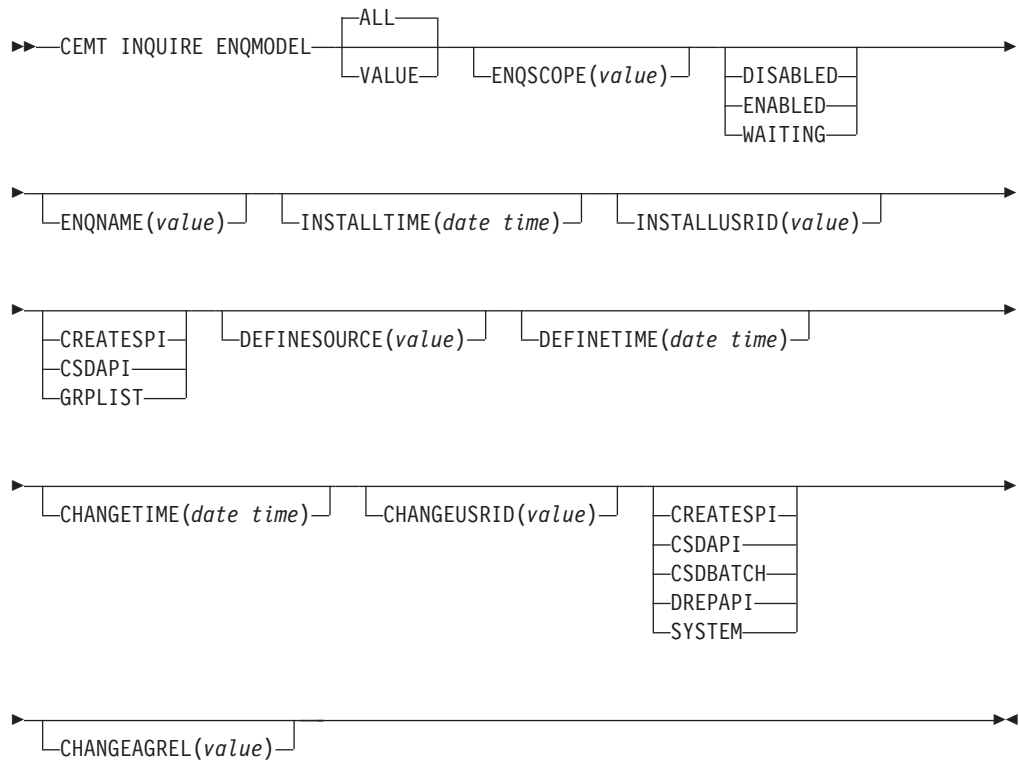 ALL
CEMT INQUIRE ENQMODEL
VALUE ENQSCOPE(value) DISABLED
ENABLED
WAITING
ENQNAME(value) INSTALLTIME(date time) INSTALLUSRID(value)
CREATESPI DEFINESOURCE(value) DEFINETIME(date time)
CSDAPI
GRPLIST
CHANGETIME(date time) CHANGEUSRID(value) CREATESPI
CSDAPI
CSDBATCH
DREPAPI
SYSTEM
CHANGEAGREL(value)